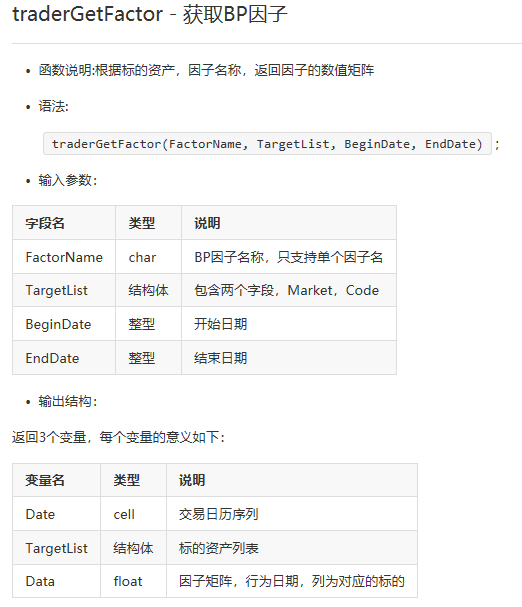 traderGetFactor - 获取BP因子
• 函数说明:根据标的资产，因子名称，返回因子的数值矩阵
• 语法:
traderGetFactor(FactorName, TargetList, BeginDate, EndDate) ;
• 输入参数：
字段名 类型 说明
FactorName char BP因子名称，只支持单个因子名
TargetList 结构体 包含两个字段，Market，Code
BeginDate 整型 开始日期
EndDate 整型 结束日期
• 输出结构：
返回3个变量，每个变量的意义如下：
变量名 类型 说明
Date cell 交易日历序列
TargetList 结构体 标的资产列表
Data float 因子矩阵，行为日期，列为对应的标的